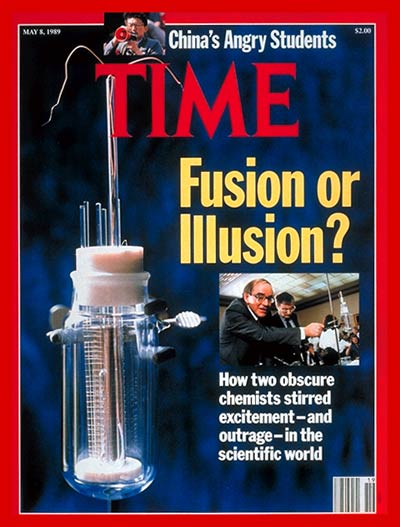 MAY 8, 1989
China's Angry Students
$2.00
TIME
Fusion or
Illusion?
How two obscure
chemists stirred
excitement–and
outrage–in the
scientific world
19